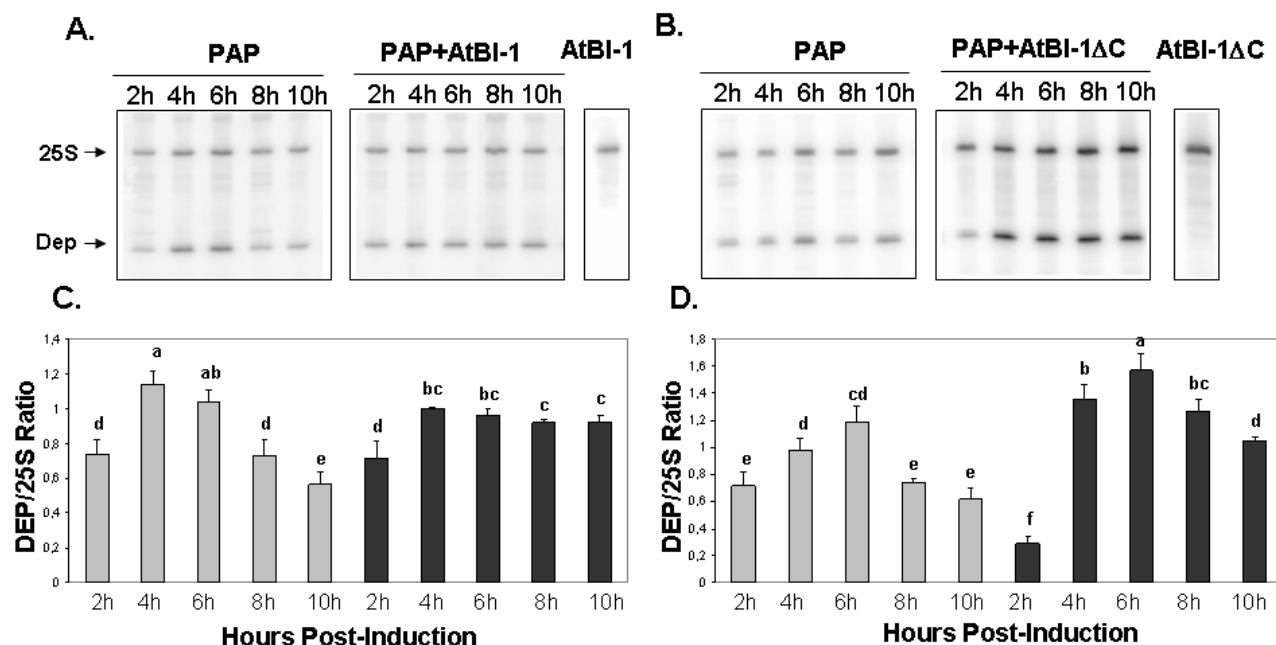 A.
PAP
PAP+AtBI-1
AtBI-1
2h 4h 6h 8h 10h
2h 4h 6h 8h 10h
25S
Dep
B.
PAP
PAP+AtBI-1ΔC
AtBI-1ΔC
2h 4h 6h 8h 10h
2h 4h 6h 8h 10h
C.
DEP/25S Ratio
1,4
1,2
1
0,8
0,6
0,4
0,2
0
d a ab d e d bc bc c c
2h 4h 6h 8h 10h 2h 4h 6h 8h 10h
Hours Post-Induction
D.
DEP/25S Ratio
1,8
1,6
1,4
1,2
1
0,8
0,6
0,4
0,2
0
e d cd e e f b a bc d
2h 4h 6h 8h 10h 2h 4h 6h 8h 10h
Hours Post-Induction